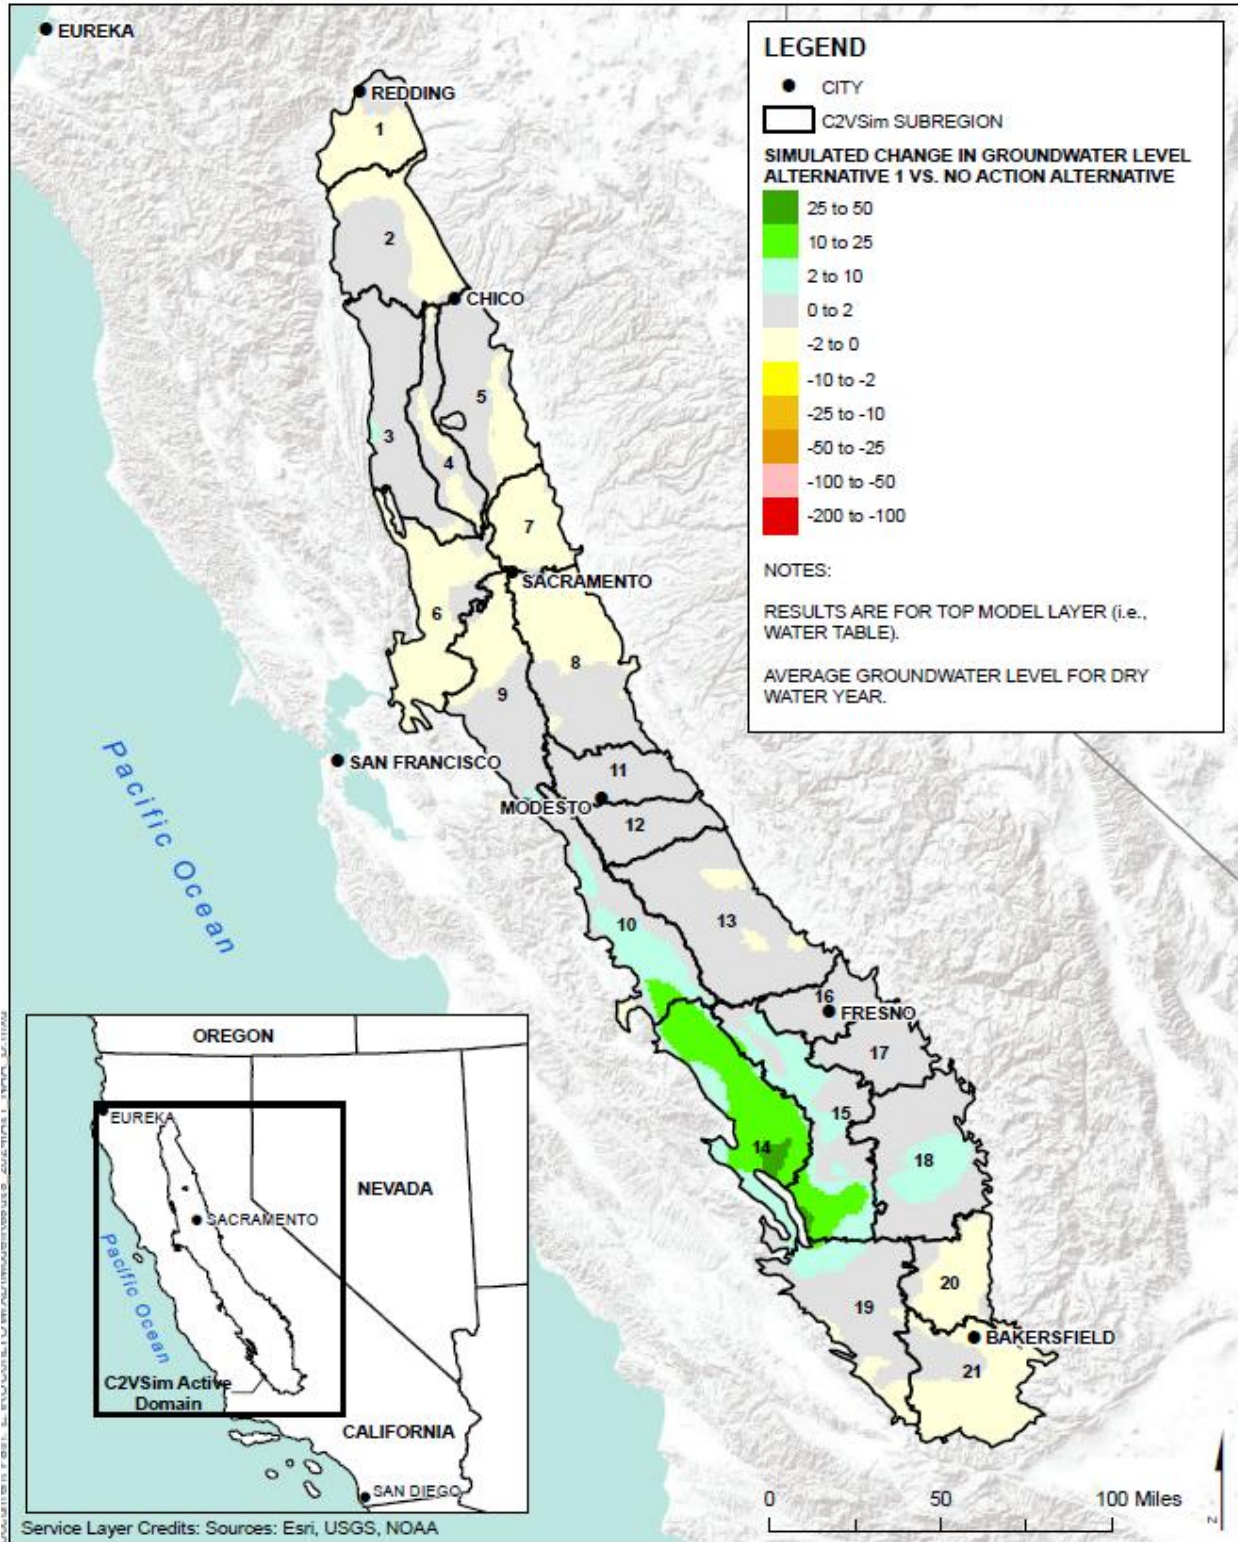 EUREKA
REDDING
1
2
CHICO
5
3
4
7
SACRAMENTO
6
8
9
SAN FRANCISCO
11
MODESTO
12
10
13
16
FRESNO
17
15
14
18
20
19
BAKERSFIELD
21
Pacific Ocean
LEGEND
CITY
C2VSim SUBREGION
SIMULATED CHANGE IN GROUNDWATER LEVEL
ALTERNATIVE 1 VS. NO ACTION ALTERNATIVE
25 to 50
10 to 25
2 to 10
0 to 2
-2 to 0
-10 to -2
-25 to -10
-50 to -25
-100 to -50
-200 to -100
NOTES:
RESULTS ARE FOR TOP MODEL LAYER (i.e.,
WATER TABLE).
AVERAGE GROUNDWATER LEVEL FOR DRY
WATER YEAR.
OREGON
EUREKA
NEVADA
SACRAMENTO
Pacific Ocean
C2VSim Active
Domain
CALIFORNIA
SAN DIEGO
Service Layer Credits: Sources: Esri, USGS, NOAA
0 50 100 Miles
N